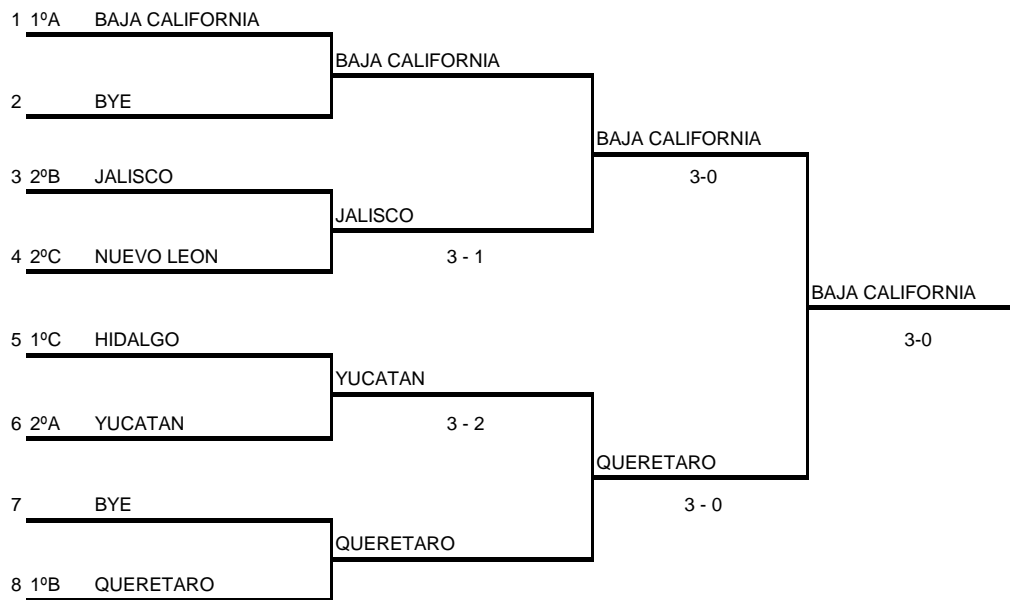 1 1ºA BAJA CALIFORNIA
BAJA CALIFORNIA
2 BYE
BAJA CALIFORNIA
3 2ºB JALISCO 3-0
JALISCO
4 2ºC NUEVO LEON 3 - 1
BAJA CALIFORNIA
5 1ºC HIDALGO 3-0
YUCATAN
6 2ºA YUCATAN 3 - 2
QUERETARO
7 BYE 3 - 0
QUERETARO
8 1ºB QUERETARO